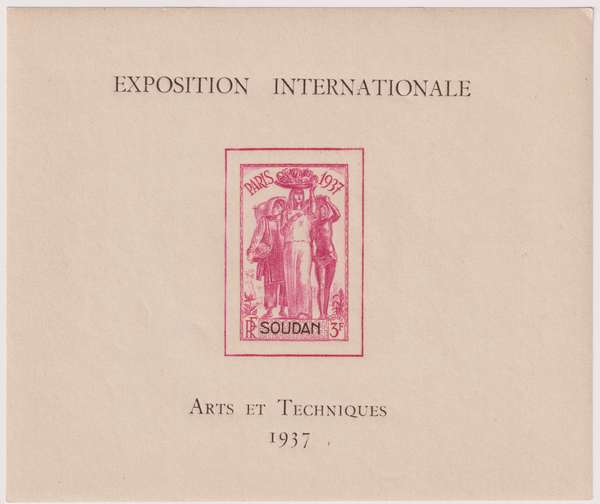 EXPOSITION INTERNATIONALE
PARIS 1937
RF SOUDAN 3F
ARTS ET TECHNIQUES
1937